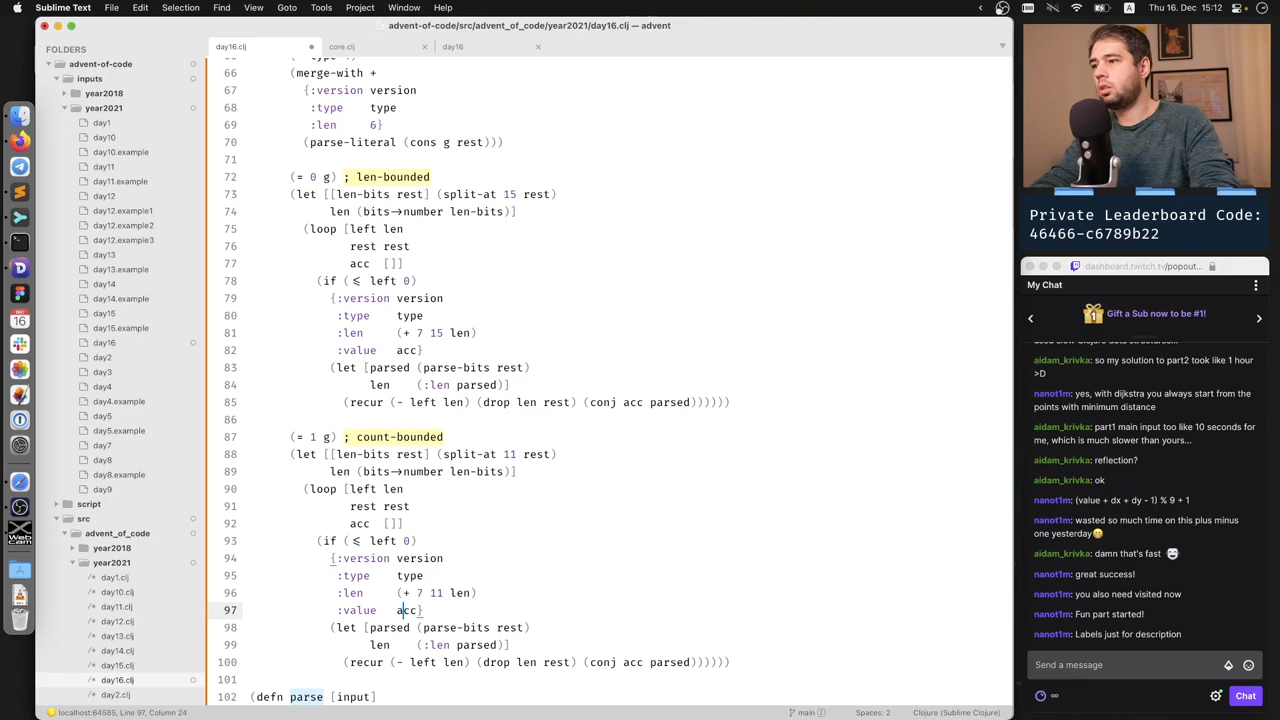 Sublime Text File Edit Selection Find View Goto Tools Project Window Help
A Thu 16. Dec 15:12
advent-of-code/src/advent_of_code/year2021/day16.clj — advent
FOLDERS
advent-of-code
inputs
year2018
year2021
day1
day10
day10.example
day11
day11.example
day12
day12.example1
day12.example2
day12.example3
day13
day13.example
day14
day14.example
day15
day15.example
day16
day2
day3
day4
day4.example
day5
day5.example
day7
day8
day8.example
day9
script
src
advent_of_code
year2018
year2021
/* day1.clj
/* day10.clj
/* day11.clj
/* day12.clj
/* day13.clj
/* day14.clj
/* day15.clj
/* day16.clj
/* day2.clj
day16.clj
core.clj
day16
66 (merge-with +
67 {:version version
68 :type type
69 :len 6}
70 (parse-literal (cons g rest)))
71
72 (= 0 g) ; len-bounded
73 (let [[len-bits rest] (split-at 15 rest)
74 len (bits→number len-bits)]
75 (loop [left len
76 rest rest
77 acc []]
78 (if (≤ left 0)
79 {:version version
80 :type type
81 :len (+ 7 15 len)
82 :value acc}
83 (let [parsed (parse-bits rest)
84 len (:len parsed)]
85 (recur (- left len) (drop len rest) (conj acc parsed))))))
86
87 (= 1 g) ; count-bounded
88 (let [[len-bits rest] (split-at 11 rest)
89 len (bits→number len-bits)]
90 (loop [left len
91 rest rest
92 acc []]
93 (if (≤ left 0)
94 {:version version
95 :type type
96 :len (+ 7 11 len)
97 :value acc}
98 (let [parsed (parse-bits rest)
99 len (:len parsed)]
100 (recur (- left len) (drop len rest) (conj acc parsed))))))
101
102 (defn parse [input]
localhost:64585, Line 97, Column 24
main 2
Spaces: 2
Clojure (Sublime Clojure)
Private Leaderboard Code:
46466-c6789b22
dashboard.twitch.tv/popout...
My Chat
Gift a Sub now to be #1!
used slow Clojure data structures...
aidam_krivka: so my solution to part2 took like 1 hour
>D
nanot1m: yes, with dijkstra you always start from the
points with minimum distance
aidam_krivka: part1 main input too like 10 seconds for
me, which is much slower than yours...
aidam_krivka: reflection?
aidam_krivka: ok
nanot1m: (value + dx + dy - 1) % 9 + 1
nanot1m: wasted so much time on this plus minus
one yesterday
aidam_krivka: damn that's fast
nanot1m: great success!
nanot1m: you also need visited now
nanot1m: Fun part started!
nanot1m: Labels just for description
Send a message
∞
Chat